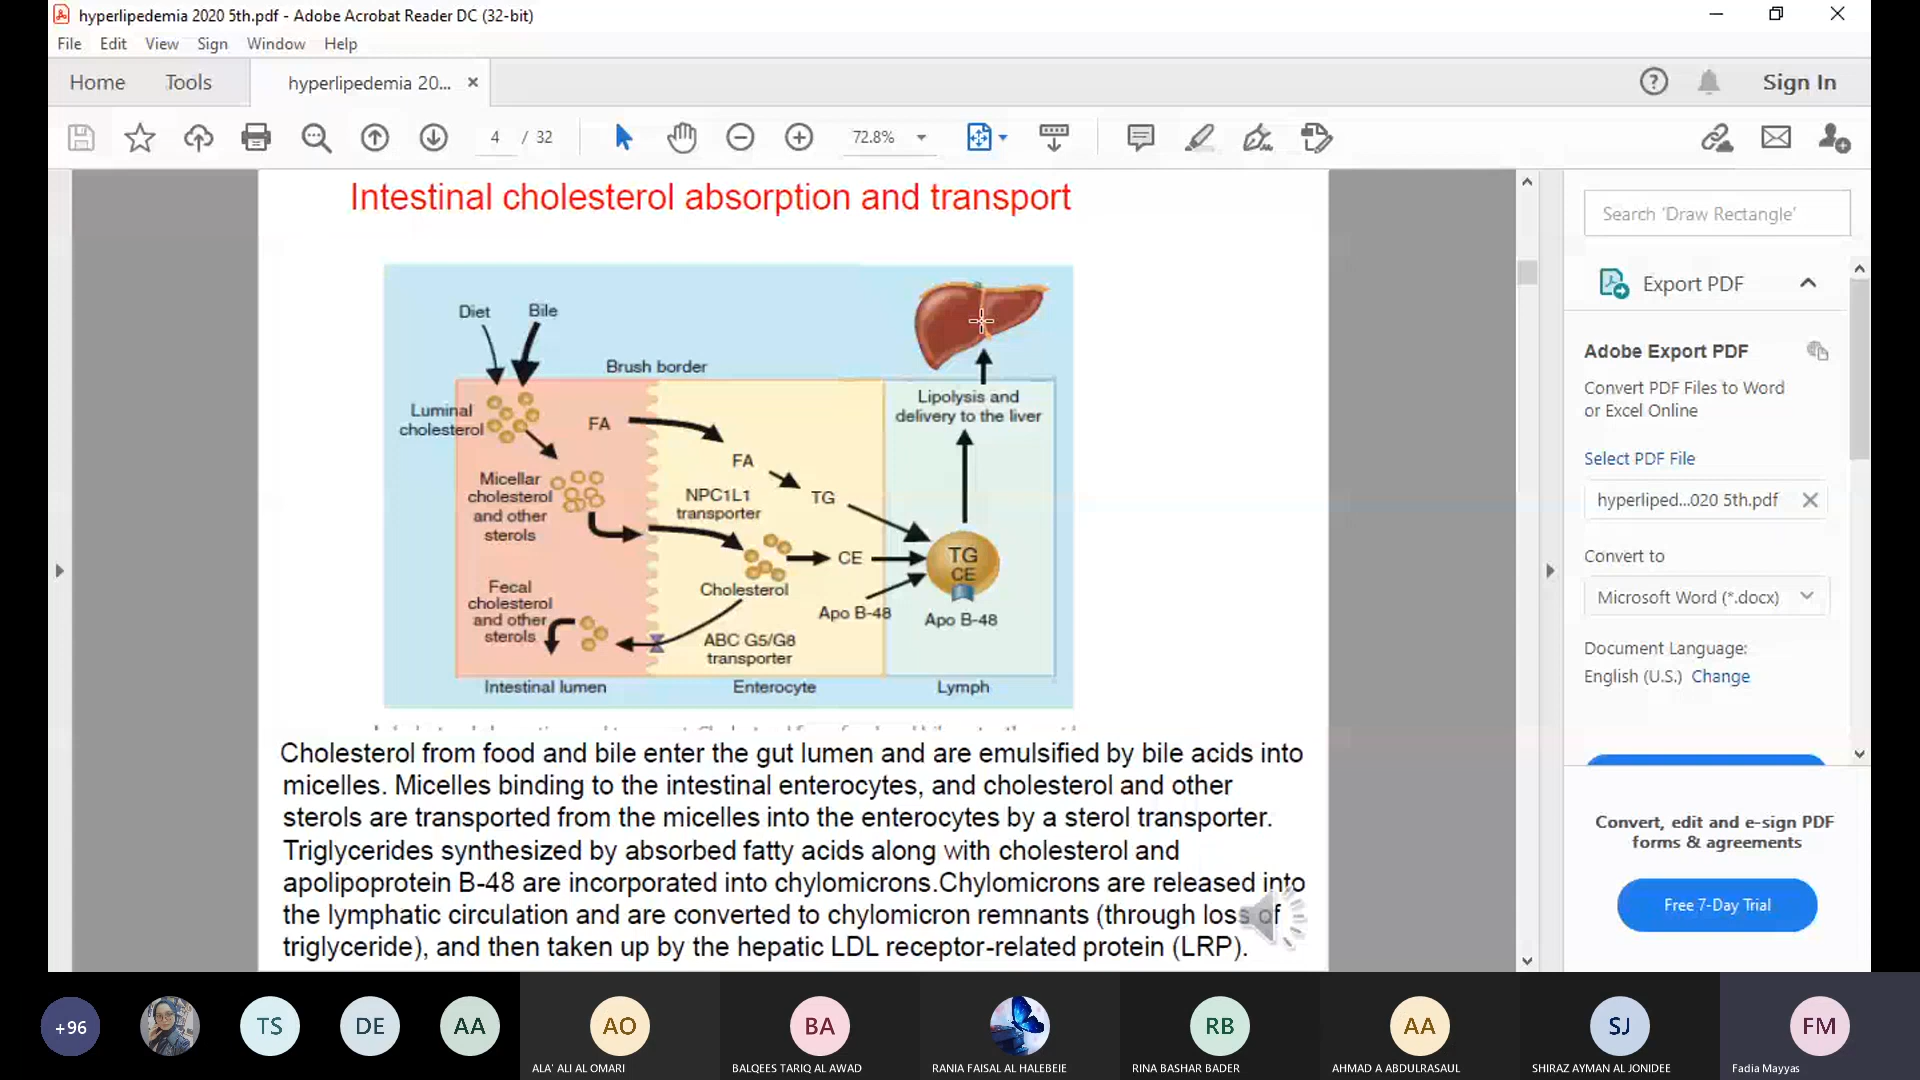 hyperlipedemia 2020 5th.pdf - Adobe Acrobat Reader DC (32-bit)
File Edit View Sign Window Help
Home Tools hyperlipedemia 20... Sign In
4 / 32 72.8%
Intestinal cholesterol absorption and transport
Diet Bile
Brush border
Luminal
cholesterol
FA
FA
TG
Micellar
cholesterol
and other
sterols
NPC1L1
transporter
Cholesterol
CE
Apo B-48
Fecal
cholesterol
and other
sterols
ABC G5/G8
transporter
Lipolysis and
delivery to the liver
TG
CE
Apo B-48
Intestinal lumen Enterocyte Lymph
Cholesterol from food and bile enter the gut lumen and are emulsified by bile acids into
micelles. Micelles binding to the intestinal enterocytes, and cholesterol and other
sterols are transported from the micelles into the enterocytes by a sterol transporter.
Triglycerides synthesized by absorbed fatty acids along with cholesterol and
apolipoprotein B-48 are incorporated into chylomicrons.Chylomicrons are released into
the lymphatic circulation and are converted to chylomicron remnants (through loss of
triglyceride), and then taken up by the hepatic LDL receptor-related protein (LRP).
Search 'Draw Rectangle'
Export PDF
Adobe Export PDF
Convert PDF Files to Word
or Excel Online
Select PDF File
hyperliped...020 5th.pdf
Convert to
Microsoft Word (*.docx)
Document Language:
English (U.S.) Change
Convert, edit and e-sign PDF
forms & agreements
Free 7-Day Trial
+96 TS DE AA AO BA RB AA SJ FM
ALA' ALI AL OMARI BALQEES TARIQ AL AWAD RANIA FAISAL AL HALEBEIE RINA BASHAR BADER AHMAD A ABDULRASAUL SHIRAZ AYMAN AL JONIDEE Fadia Mayyas